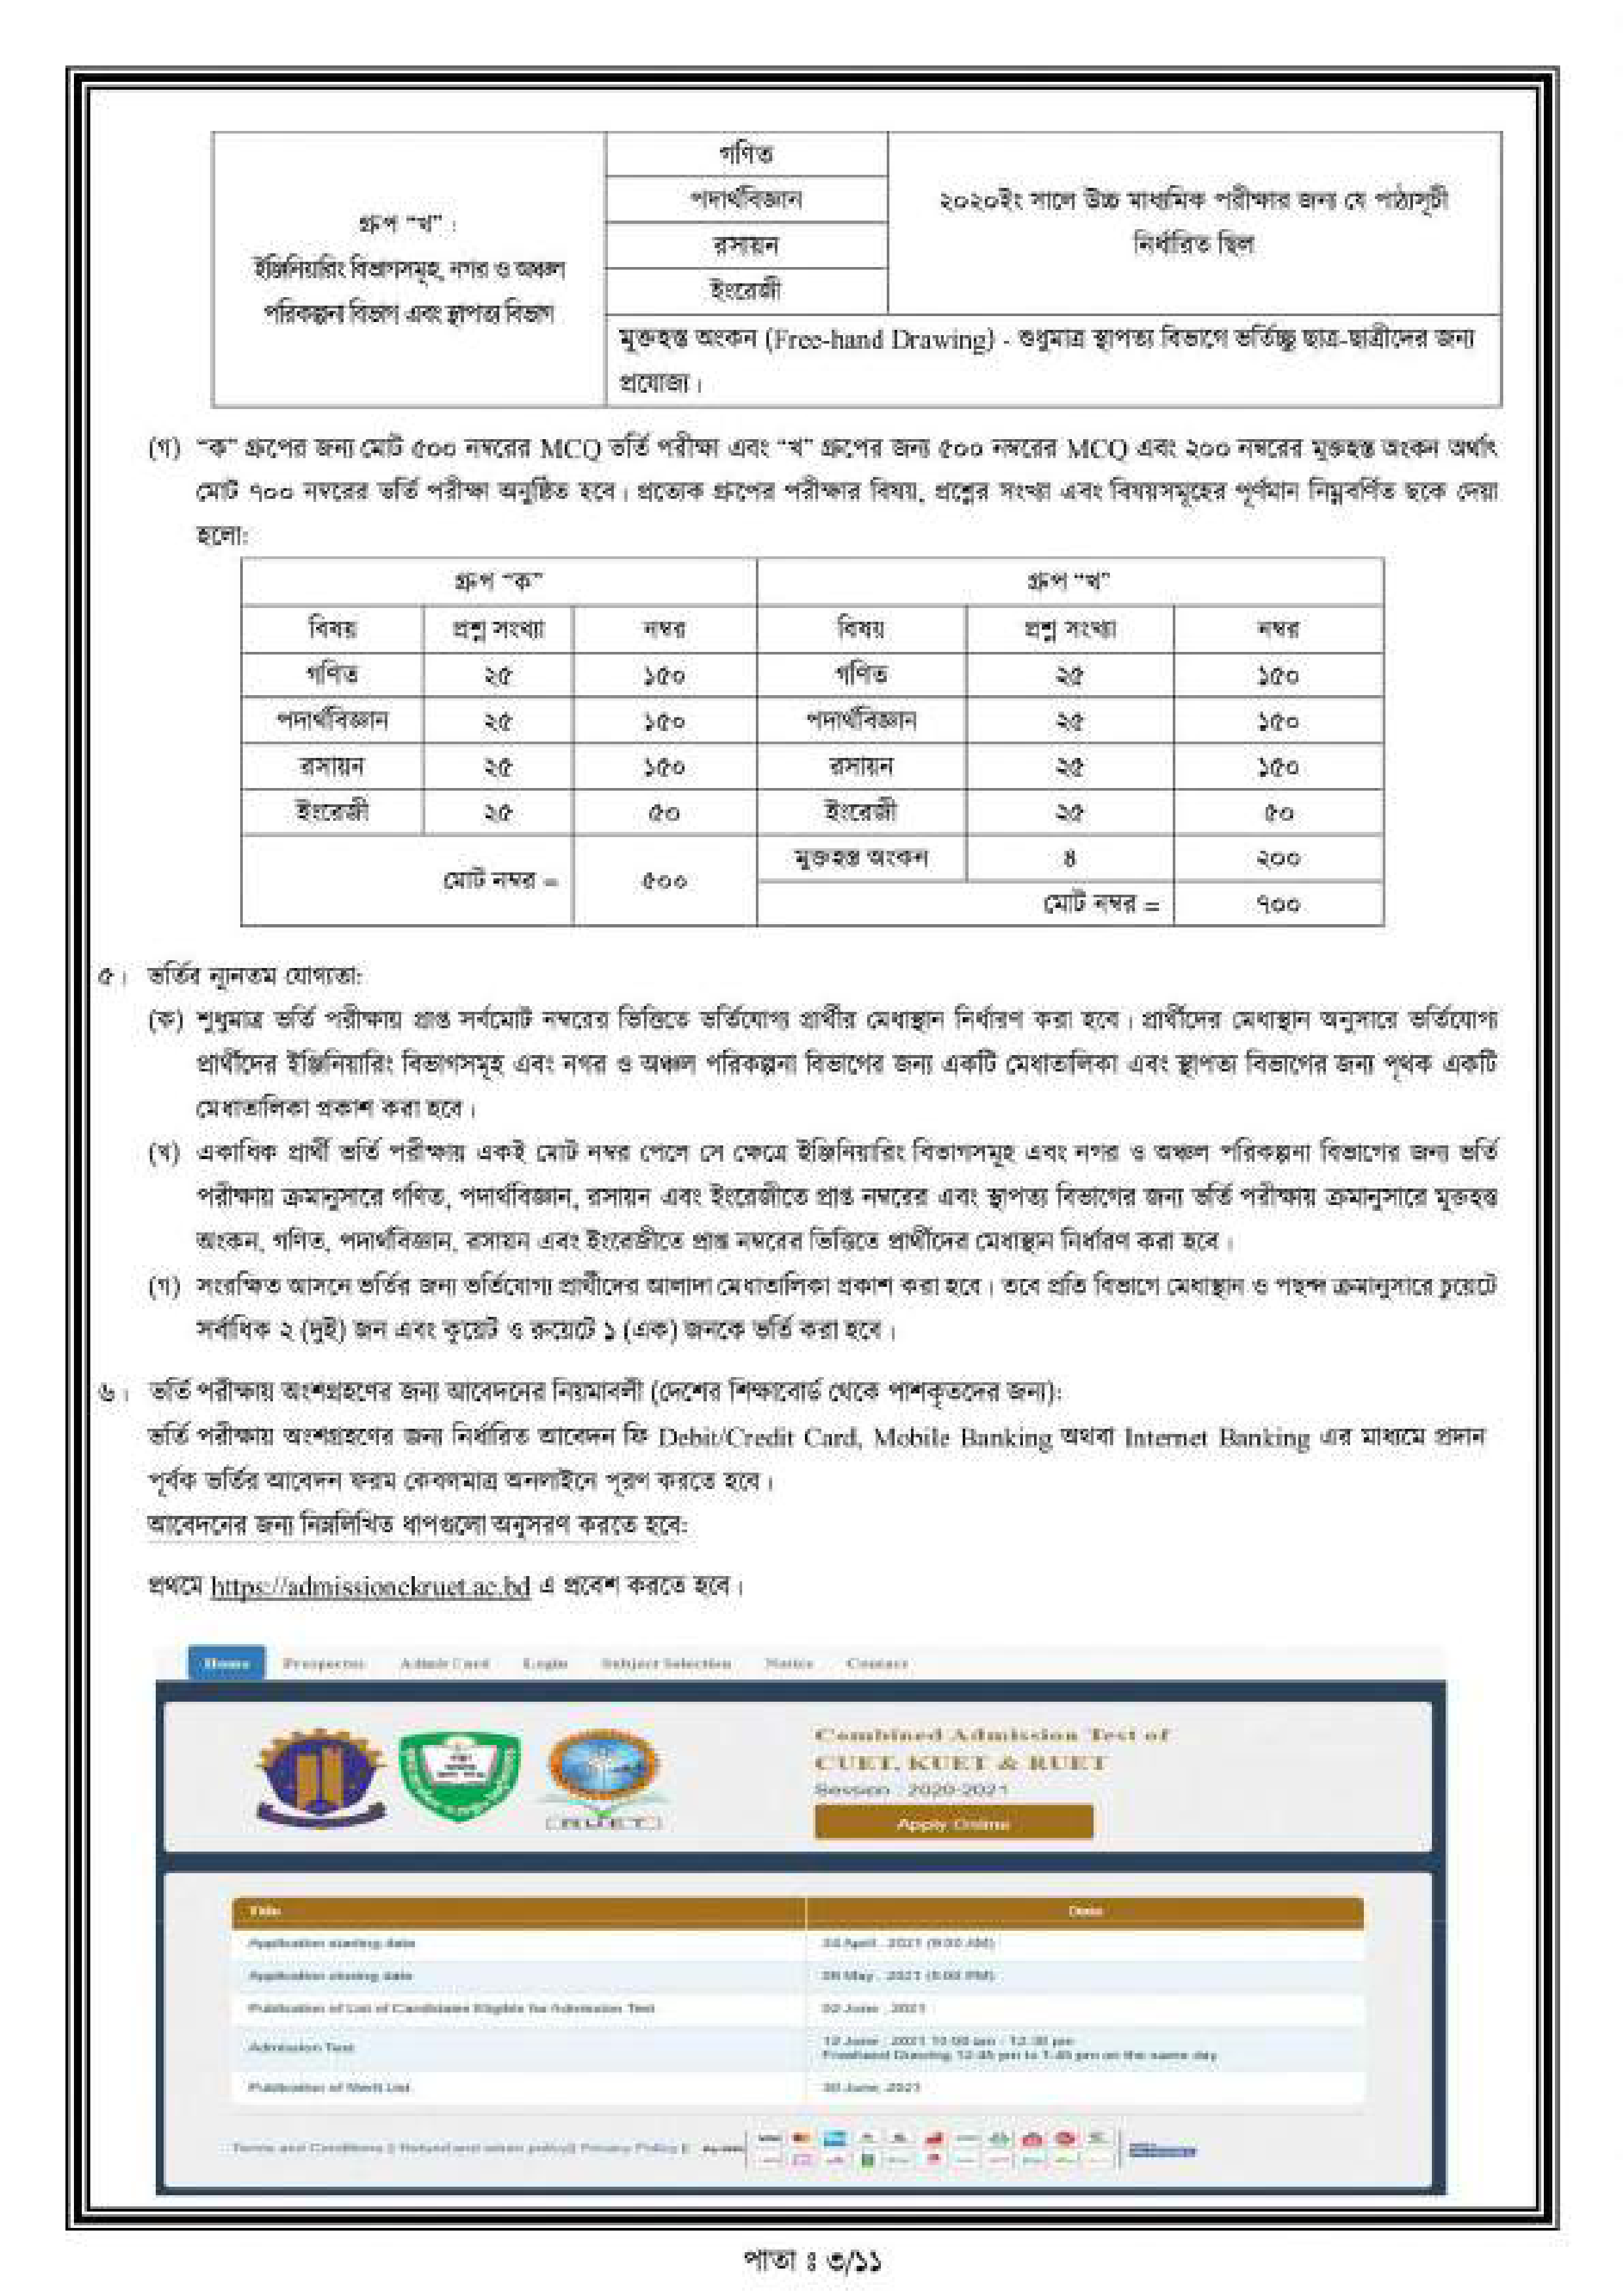 গ্রুপ “খ” :
ইঞ্জিনিয়ারিং বিভাগসমূহ, নগর ও অঞ্চল
পরিকল্পনা বিভাগ এবং স্থাপত্য বিভাগ
গণিত
পদার্থবিজ্ঞান
রসায়ন
ইংরেজী
২০২০ইং সালে উচ্চ মাধ্যমিক পরীক্ষার জন্য যে পাঠ্যসূচী
নির্ধারিত ছিল
মুক্তহস্ত অংকন (Free-hand Drawing) - শুধুমাত্র স্থাপত্য বিভাগে ভর্তিচ্ছু ছাত্র-ছাত্রীদের জন্য
প্রযোজ্য।
(গ) “ক” গ্রুপের জন্য মোট ৫০০ নম্বরের MCQ ভর্তি পরীক্ষা এবং “খ” গ্রুপের জন্য ৫০০ নম্বরের MCQ এবং ২০০ নম্বরের মুক্তহস্ত অংকন অর্থাৎ
মোট ৭০০ নম্বরের ভর্তি পরীক্ষা অনুষ্ঠিত হবে। প্রত্যেক গ্রুপের পরীক্ষার বিষয়, প্রশ্নের সংখ্যা এবং বিষয়সমূহের পূর্ণমান নিম্নবর্ণিত ছকে দেয়া
হলো:
গ্রুপ “ক” গ্রুপ “খ”
বিষয় প্রশ্ন সংখ্যা নম্বর বিষয় প্রশ্ন সংখ্যা নম্বর
গণিত ২৫ ১৫০ গণিত ২৫ ১৫০
পদার্থবিজ্ঞান ২৫ ১৫০ পদার্থবিজ্ঞান ২৫ ১৫০
রসায়ন ২৫ ১৫০ রসায়ন ২৫ ১৫০
ইংরেজী ২৫ ৫০ ইংরেজী ২৫ ৫০
মোট নম্বর = ৫০০ মুক্তহস্ত অংকন ৪ ২০০
মোট নম্বর = ৭০০
৫। ভর্তির ন্যূনতম যোগ্যতা:
(ক) শুধুমাত্র ভর্তি পরীক্ষায় প্রাপ্ত সর্বমোট নম্বরের ভিত্তিতে ভর্তিযোগ্য প্রার্থীর মেধাস্থান নির্ধারণ করা হবে। প্রার্থীদের মেধাস্থান অনুসারে ভর্তিযোগ্য
প্রার্থীদের ইঞ্জিনিয়ারিং বিভাগসমূহ এবং নগর ও অঞ্চল পরিকল্পনা বিভাগের জন্য একটি মেধাতালিকা এবং স্থাপত্য বিভাগের জন্য পৃথক একটি
মেধাতালিকা প্রকাশ করা হবে।
(খ) একাধিক প্রার্থী ভর্তি পরীক্ষায় একই মোট নম্বর পেলে সে ক্ষেত্রে ইঞ্জিনিয়ারিং বিভাগসমূহ এবং নগর ও অঞ্চল পরিকল্পনা বিভাগের জন্য ভর্তি
পরীক্ষায় ক্রমানুসারে গণিত, পদার্থবিজ্ঞান, রসায়ন এবং ইংরেজীতে প্রাপ্ত নম্বরের এবং স্থাপত্য বিভাগের জন্য ভর্তি পরীক্ষায় ক্রমানুসারে মুক্তহস্ত
অংকন, গণিত, পদার্থবিজ্ঞান, রসায়ন এবং ইংরেজীতে প্রাপ্ত নম্বরের ভিত্তিতে প্রার্থীদের মেধাস্থান নির্ধারণ করা হবে।
(গ) সংরক্ষিত আসনে ভর্তির জন্য ভর্তিযোগ্য প্রার্থীদের আলাদা মেধাতালিকা প্রকাশ করা হবে। তবে প্রতি বিভাগে মেধাস্থান ও পছন্দ ক্রমানুসারে চুয়েটে
সর্বাধিক ২ (দুই) জন এবং কুয়েট ও রুয়েটে ১ (এক) জনকে ভর্তি করা হবে।
৬। ভর্তি পরীক্ষায় অংশগ্রহণের জন্য আবেদনের নিয়মাবলী (দেশের শিক্ষাবোর্ড থেকে পাশকৃতদের জন্য):
ভর্তি পরীক্ষায় অংশগ্রহণের জন্য নির্ধারিত আবেদন ফি Debit/Credit Card, Mobile Banking অথবা Internet Banking এর মাধ্যমে প্রদান
পূর্বক ভর্তির আবেদন ফরম কেবলমাত্র অনলাইনে পূরণ করতে হবে।
আবেদনের জন্য নিম্নলিখিত ধাপগুলো অনুসরণ করতে হবে:
প্রথমে https://admissionckruet.ac.bd এ প্রবেশ করতে হবে।
Home Prospectus Admit Card Login Subject Selection Notice Contact
Combined Admission Test of
CUET, KUET & RUET
Session : 2020-2021
Apply Online
RUET
Title Date
Application starting date 24 April , 2021 (9:00 AM)
Application closing date May , 2021 (5:00 PM)
Publication of List of Candidates Eligible for Admission Test 02 June , 2021
Admission Test 12 June , 2021 10:00 am - 12:30 pm
Freehand Drawing 12:45 pm to 1:45 pm on the same day
Publication of Merit List 30 June, 2021
Terms and Conditions || Refund and return policy|| Privacy Policy ||
পাতা ঃ ৩/১১